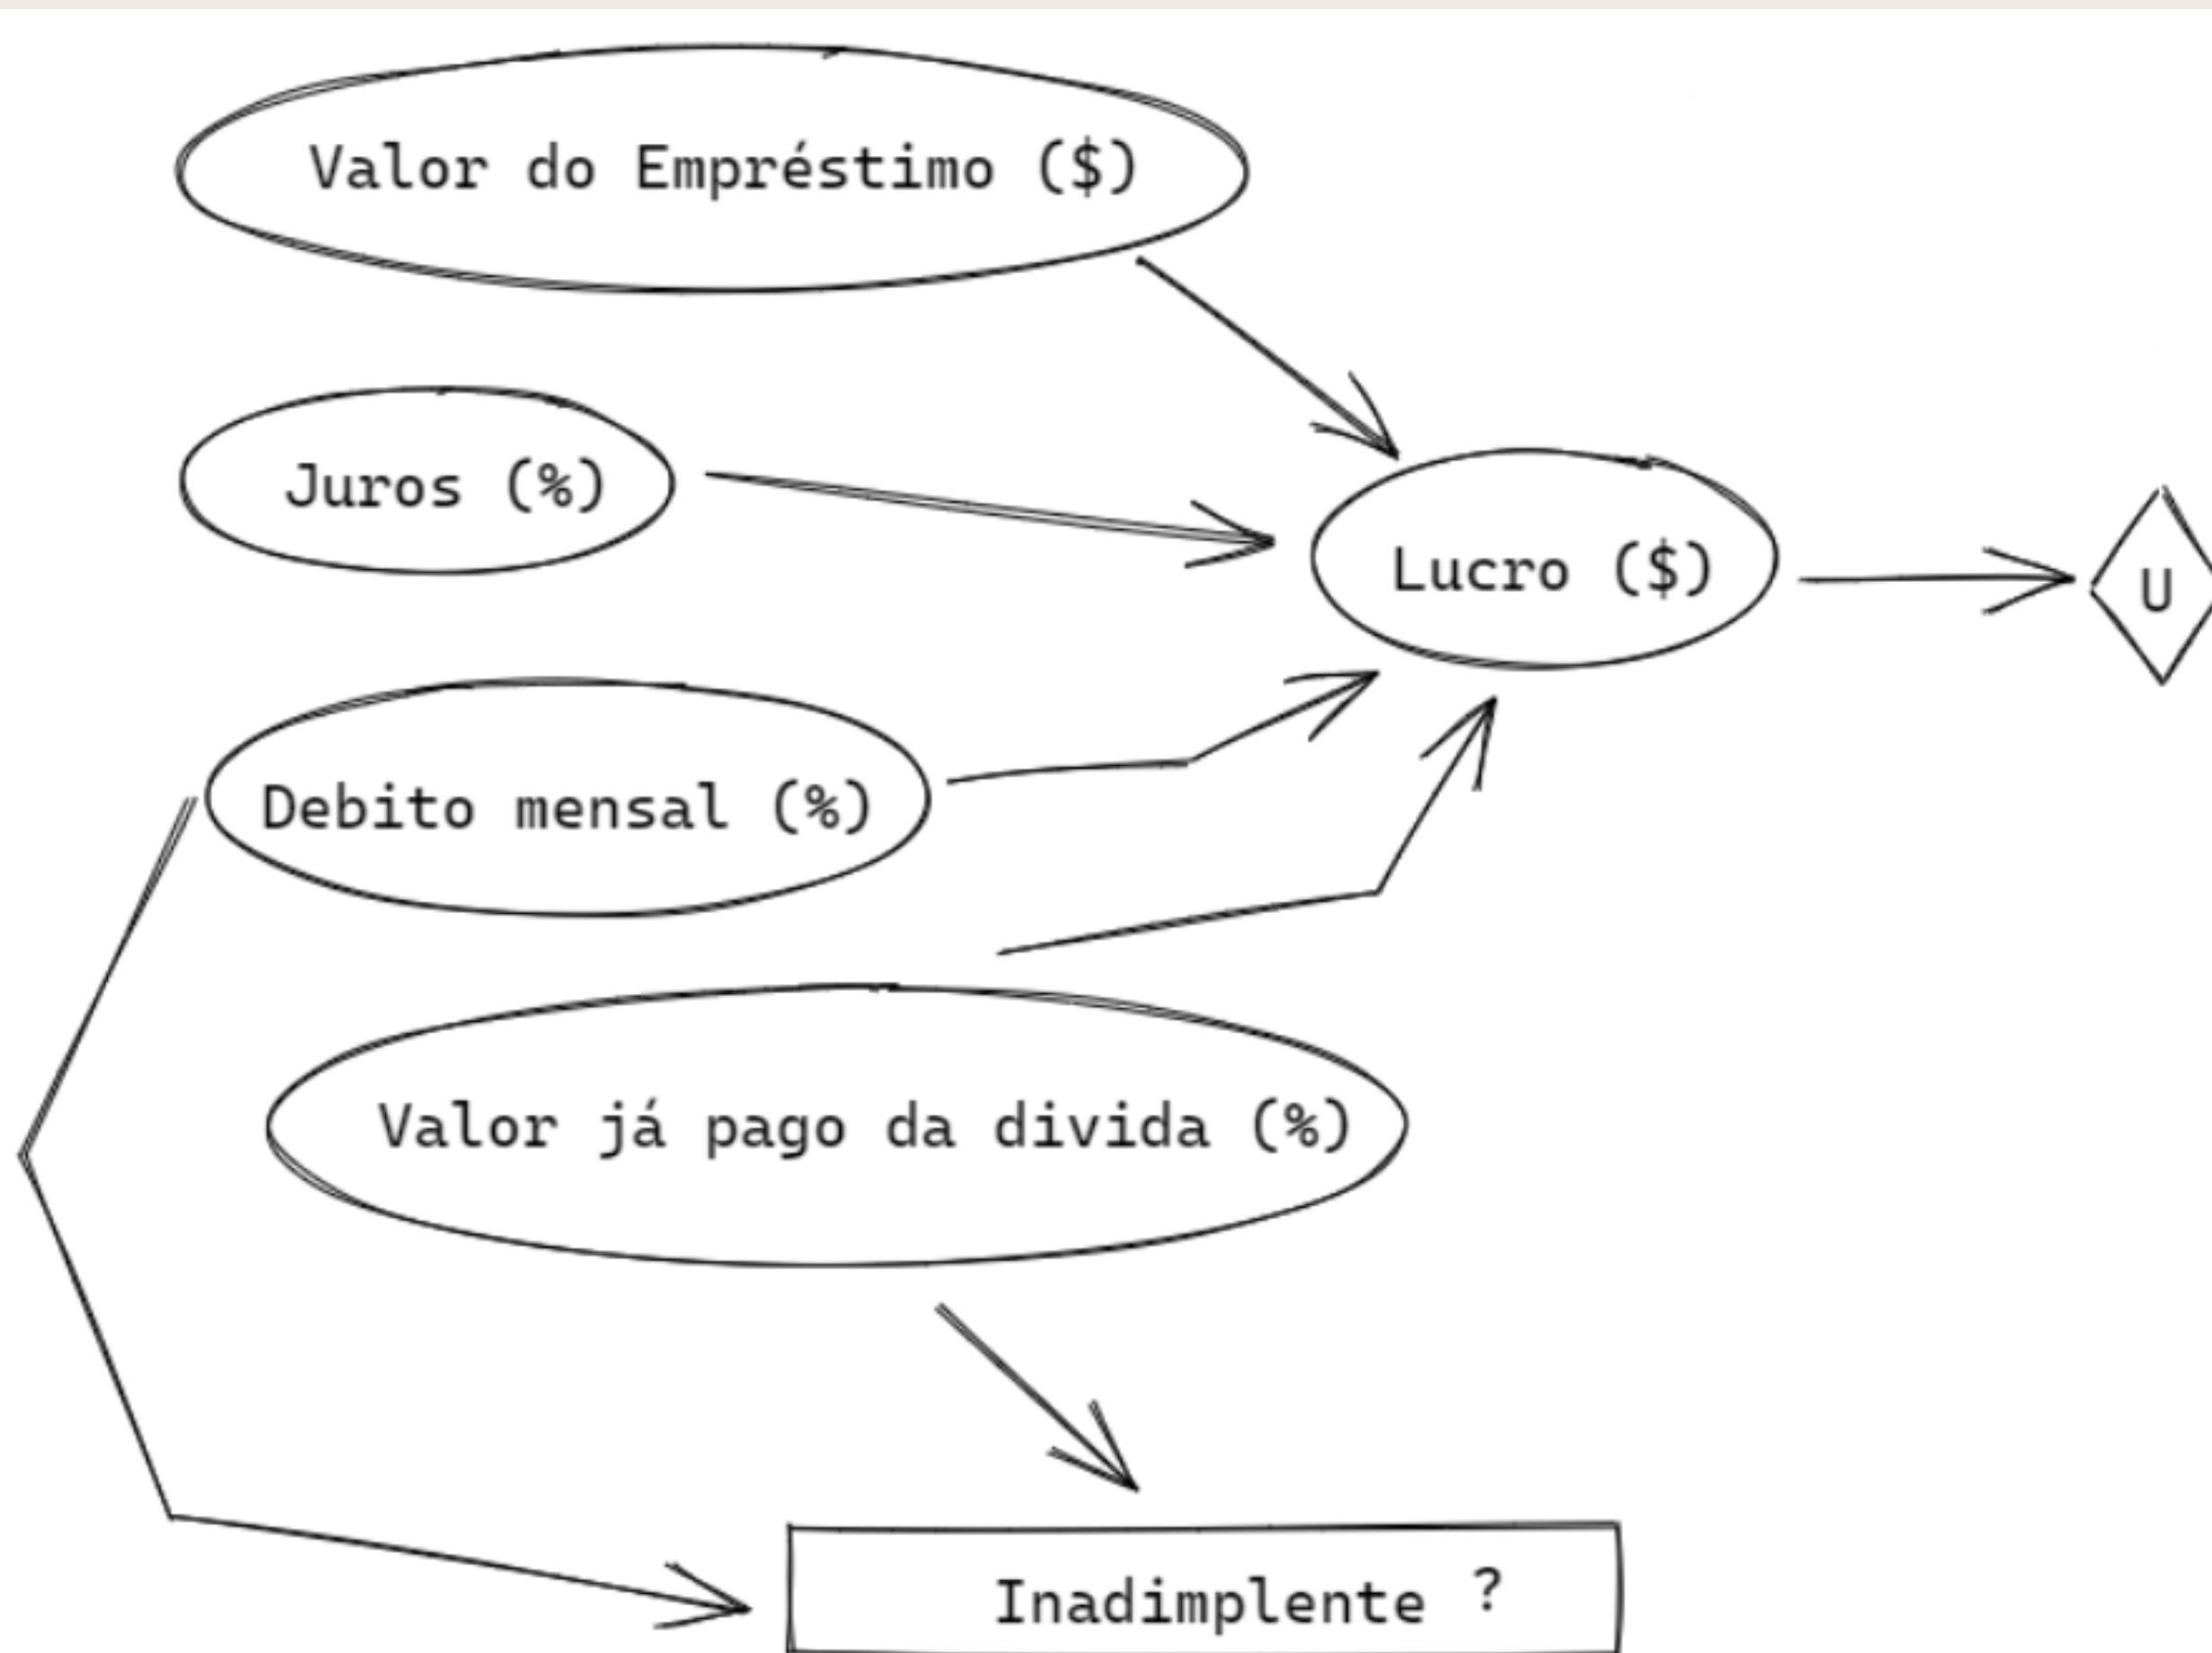 Valor do Empréstimo ($)
Juros (%)
Lucro ($)
U
Debito mensal (%)
Valor já pago da divida (%)
Inadimplente ?